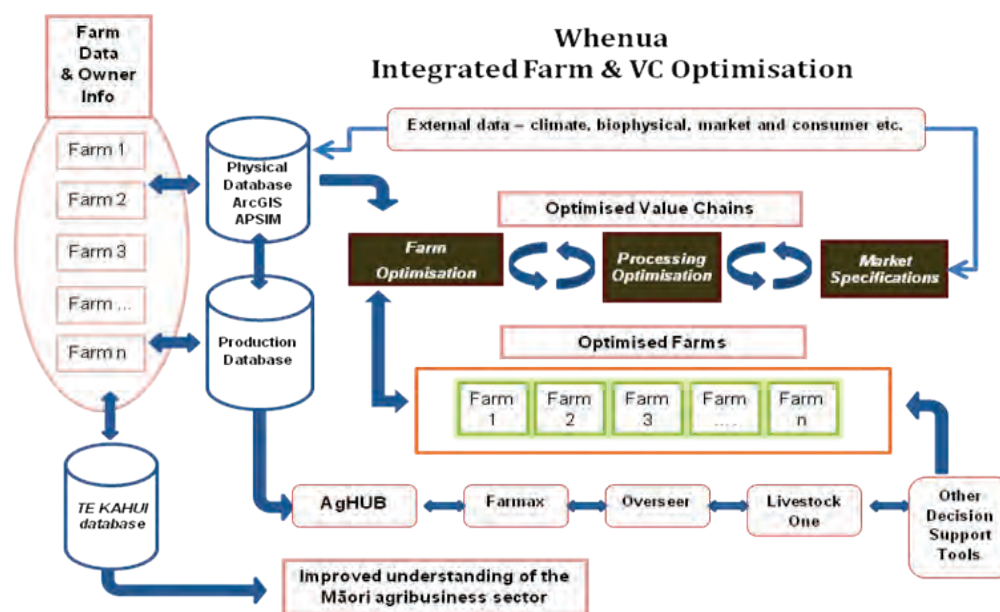 Farm
Data
& Owner
Info
Whenua
Integrated Farm & VC Optimisation
External data – climate, biophysical, market and consumer etc.
Farm 1
Farm 2
Farm 3
Farm ...
Farm n
Physical
Database
ArcGIS
APSIM
Optimised Value Chains
Farm
Optimisation
Processing
Optimisation
Market
Specifications
Production
Database
Optimised Farms
Farm
1
Farm
2
Farm
3
Farm
....
Farm
n
TE KAHUI
database
AgHUB
Farmax
Overseer
Livestock
One
Other
Decision
Support
Tools
Improved understanding of the
Māori agribusiness sector